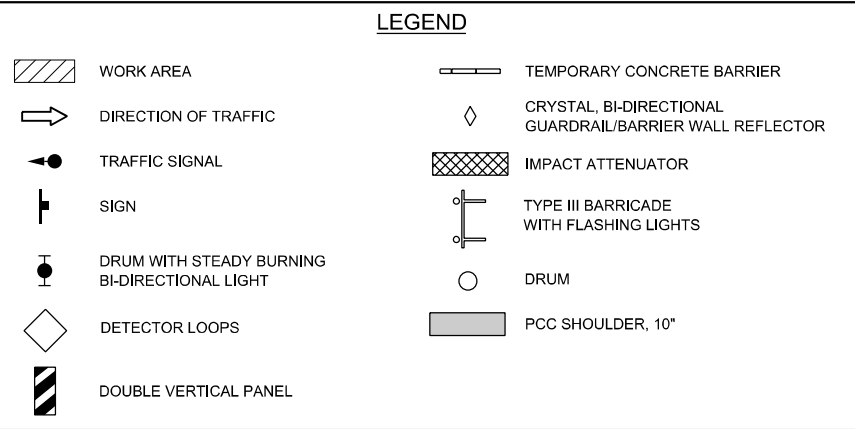 LEGEND
WORK AREA
DIRECTION OF TRAFFIC
TRAFFIC SIGNAL
SIGN
DRUM WITH STEADY BURNING
BI-DIRECTIONAL LIGHT
DETECTOR LOOPS
DOUBLE VERTICAL PANEL
TEMPORARY CONCRETE BARRIER
CRYSTAL, BI-DIRECTIONAL
GUARDRAIL/BARRIER WALL REFLECTOR
IMPACT ATTENUATOR
TYPE III BARRICADE
WITH FLASHING LIGHTS
DRUM
PCC SHOULDER, 10"